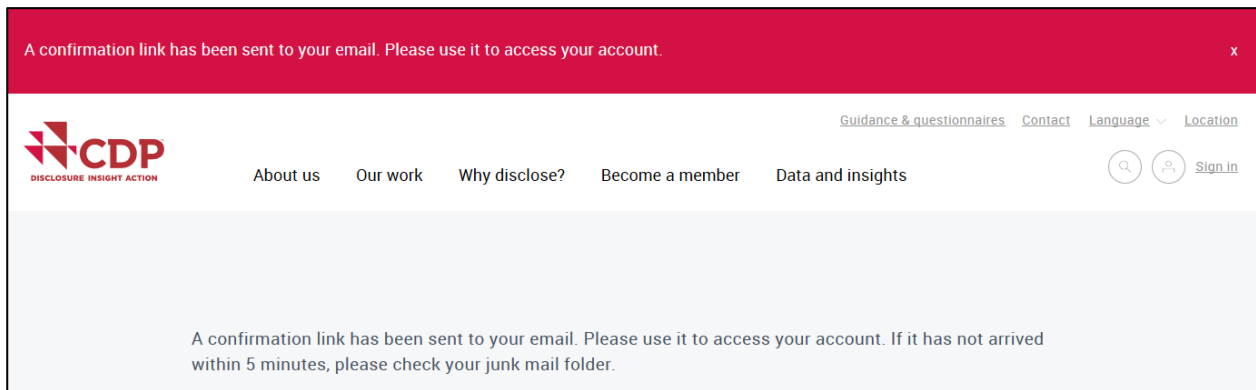 A confirmation link has been sent to your email. Please use it to access your account.
x
Guidance & questionnaires Contact Language Location
CDP
DISCLOSURE INSIGHT ACTION
About us Our work Why disclose? Become a member Data and insights
Sign in
A confirmation link has been sent to your email. Please use it to access your account. If it has not arrived
within 5 minutes, please check your junk mail folder.